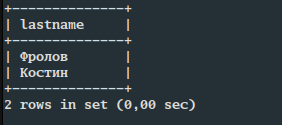 +--------------+
| lastname     |
+--------------+
| Фролов       |
| Костин       |
+--------------+
2 rows in set (0,00 sec)